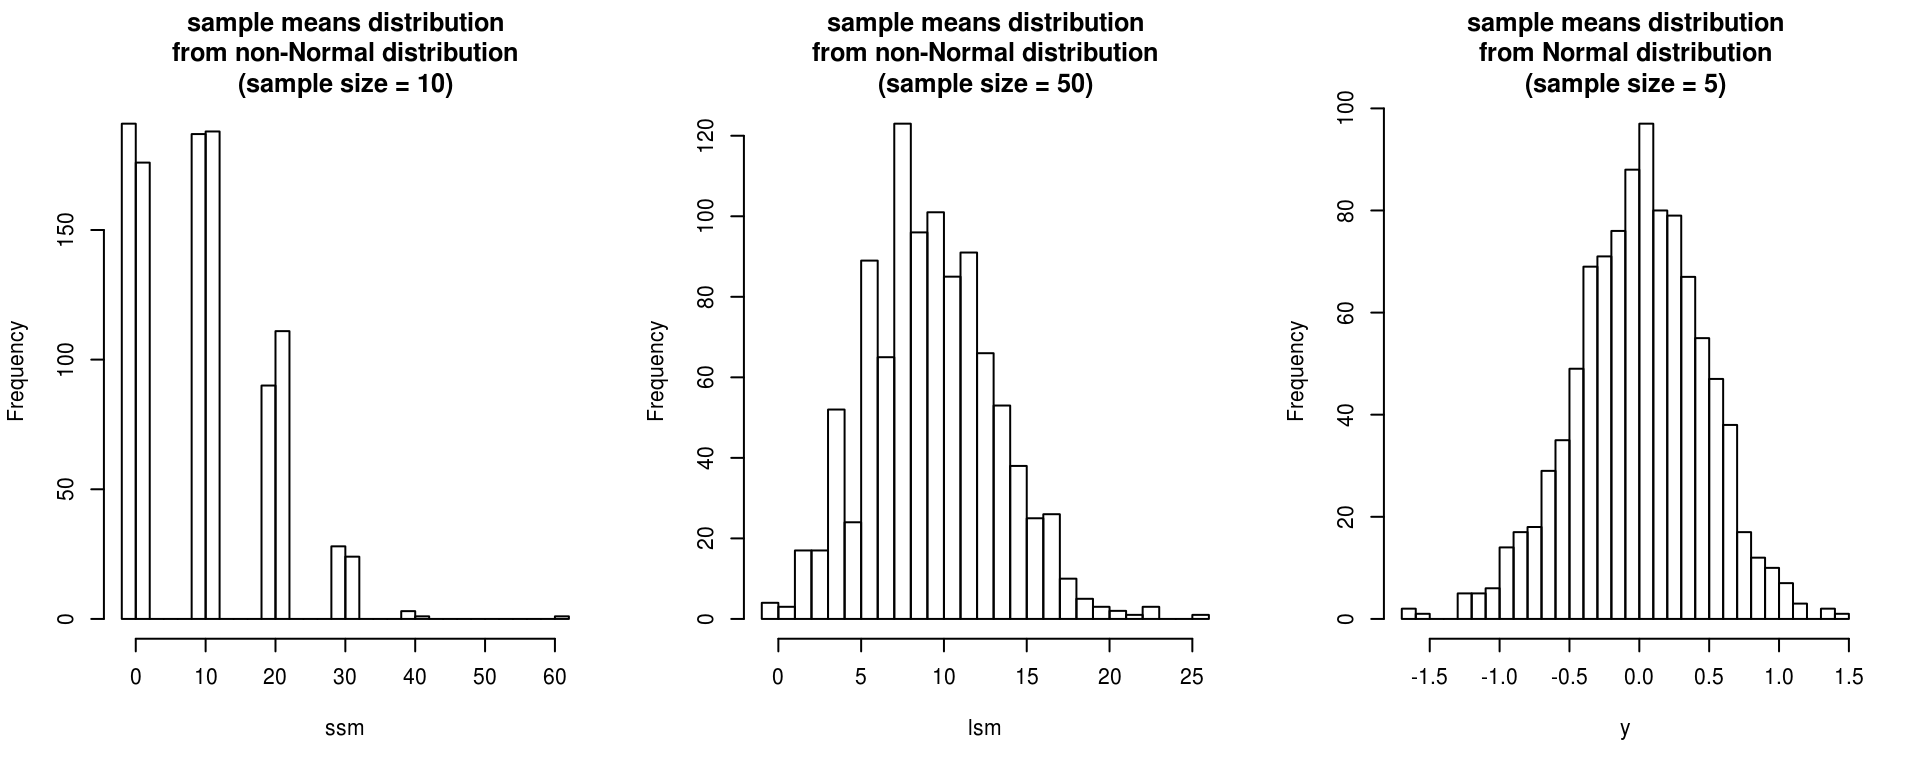 sample means distribution
from non-Normal distribution
(sample size = 10)
Frequency
0
50
100
150
0 10 20 30 40 50 60
ssm
sample means distribution
from non-Normal distribution
(sample size = 50)
Frequency
0
20
40
60
80
100
120
0 5 10 15 20 25
lsm
sample means distribution
from Normal distribution
(sample size = 5)
Frequency
0
20
40
60
80
100
-1.5 -1.0 -0.5 0.0 0.5 1.0 1.5
y